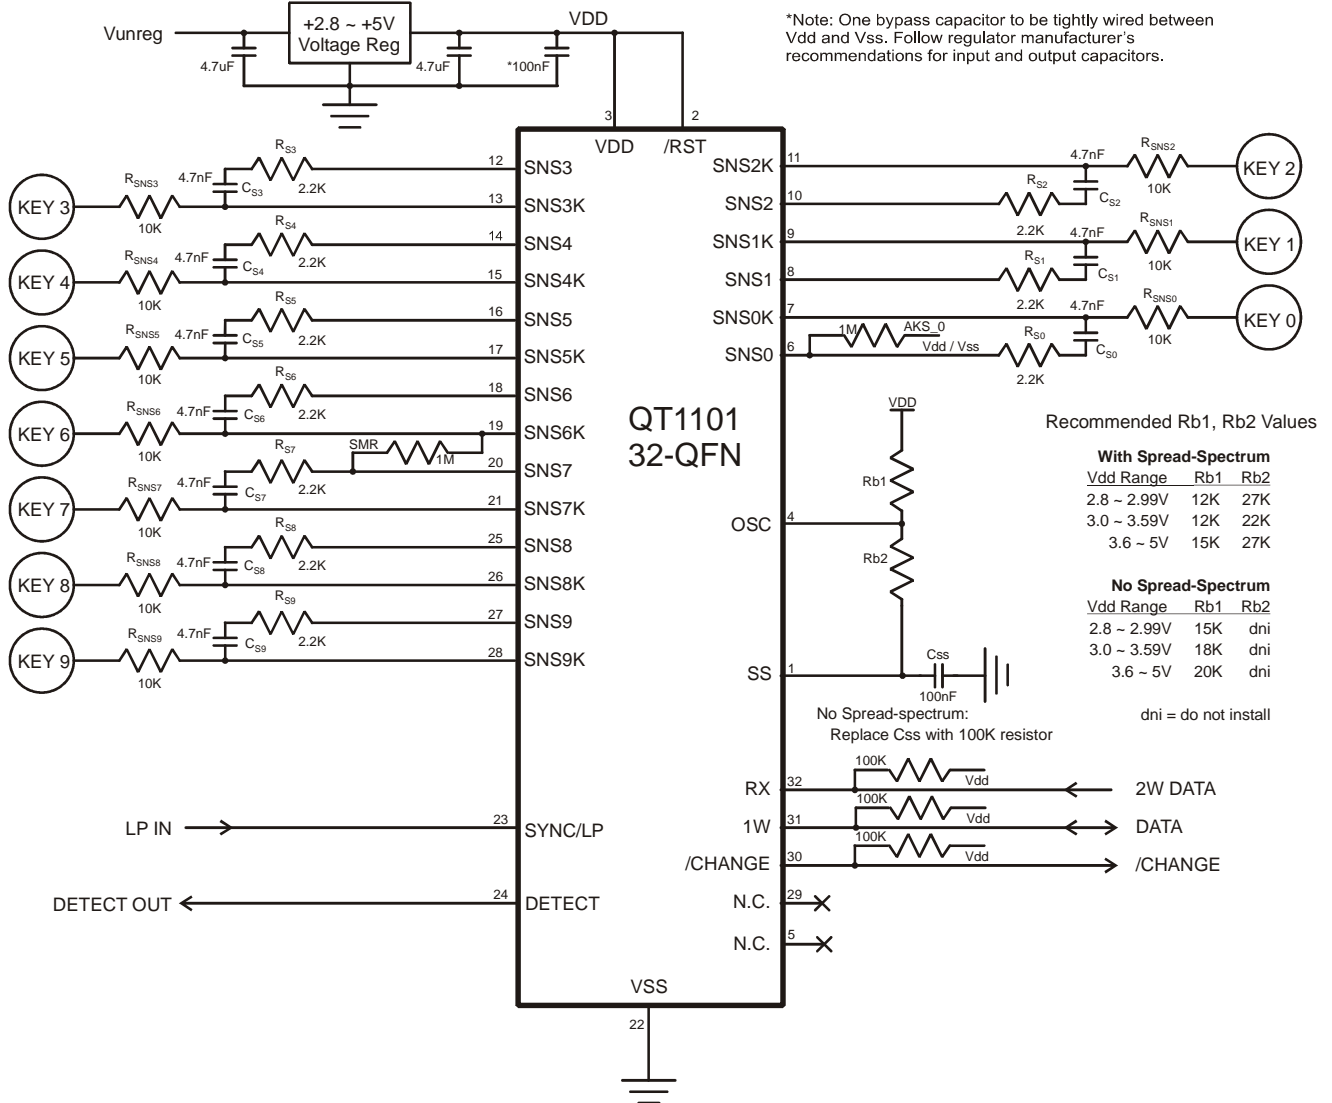 *Note: One bypass capacitor to be tightly wired between
Vdd and Vss. Follow regulator manufacturer's
recommendations for input and output capacitors.
Vunreg
+2.8 ~ +5V
Voltage Reg
VDD
4.7uF
4.7uF
*100nF
3
2
VDD
/RST
QT1101
32-QFN
KEY 3
RSNS3
10K
4.7nF
CS3
RS3
2.2K
12
SNS3
13
SNS3K
KEY 4
RSNS4
10K
4.7nF
CS4
RS4
2.2K
14
SNS4
15
SNS4K
KEY 5
RSNS5
10K
4.7nF
CS5
RS5
2.2K
16
SNS5
17
SNS5K
KEY 6
RSNS6
10K
4.7nF
CS6
RS6
2.2K
18
SNS6
19
SNS6K
SMR
1M
KEY 7
RSNS7
10K
4.7nF
CS7
RS7
2.2K
20
SNS7
21
SNS7K
KEY 8
RSNS8
10K
4.7nF
CS8
RS8
2.2K
25
SNS8
26
SNS8K
KEY 9
RSNS9
10K
4.7nF
CS9
RS9
2.2K
27
SNS9
28
SNS9K
LP IN
23
SYNC/LP
DETECT OUT
24
DETECT
VSS
22
SNS2K
11
4.7nF
RSNS2
10K
KEY 2
SNS2
10
RS2
2.2K
CS2
SNS1K
9
4.7nF
RSNS1
10K
KEY 1
SNS1
8
RS1
2.2K
CS1
SNS0K
7
4.7nF
RSNS0
10K
KEY 0
SNS0
6
1M
AKS_0
Vdd / Vss
RS0
2.2K
CS0
VDD
Rb1
OSC
4
Rb2
SS
1
Css
100nF
No Spread-spectrum:
Replace Css with 100K resistor
Recommended Rb1, Rb2 Values
With Spread-Spectrum
Vdd Range Rb1 Rb2
2.8 ~ 2.99V 12K 27K
3.0 ~ 3.59V 12K 22K
3.6 ~ 5V 15K 27K
No Spread-Spectrum
Vdd Range Rb1 Rb2
2.8 ~ 2.99V 15K dni
3.0 ~ 3.59V 18K dni
3.6 ~ 5V 20K dni
dni = do not install
RX
32
100K
Vdd
2W DATA
1W
31
100K
Vdd
DATA
/CHANGE
30
100K
Vdd
/CHANGE
N.C.
29
N.C.
5